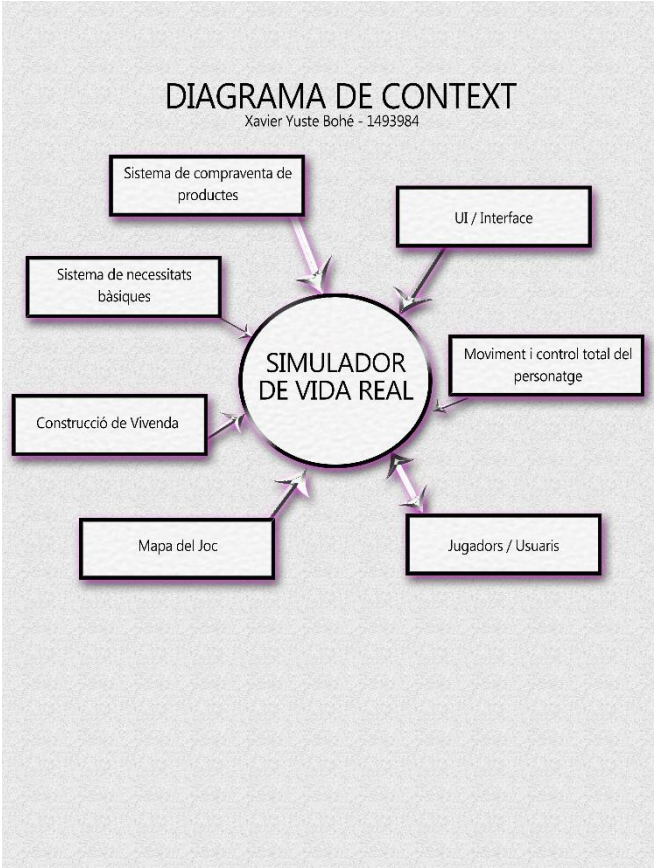 DIAGRAMA DE CONTEXT
Xavier Yuste Bohé - 1493984
Sistema de compraventa de
productes
UI / Interface
Sistema de necessitats
bàsiques
SIMULADOR
DE VIDA REAL
Moviment i control total del
personatge
Construcció de Vivenda
Mapa del Joc
Jugadors / Usuaris